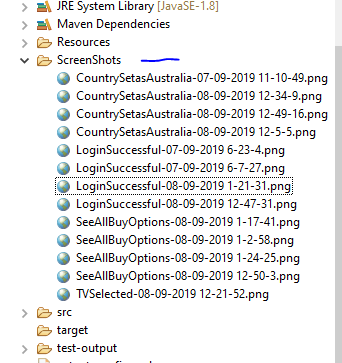 JRE System Library [JavaSE-1.8]
Maven Dependencies
Resources
ScreenShots
CountrySetasAustralia-07-09-2019 11-10-49.png
CountrySetasAustralia-08-09-2019 12-34-9.png
CountrySetasAustralia-08-09-2019 12-49-16.png
CountrySetasAustralia-08-09-2019 12-5-5.png
LoginSuccessful-07-09-2019 6-23-4.png
LoginSuccessful-07-09-2019 6-7-27.png
LoginSuccessful-08-09-2019 1-21-31.png
LoginSuccessful-08-09-2019 12-47-31.png
SeeAllBuyOptions-08-09-2019 1-17-41.png
SeeAllBuyOptions-08-09-2019 1-2-58.png
SeeAllBuyOptions-08-09-2019 1-24-25.png
SeeAllBuyOptions-08-09-2019 12-50-3.png
TVSelected-08-09-2019 12-21-52.png
src
target
test-output